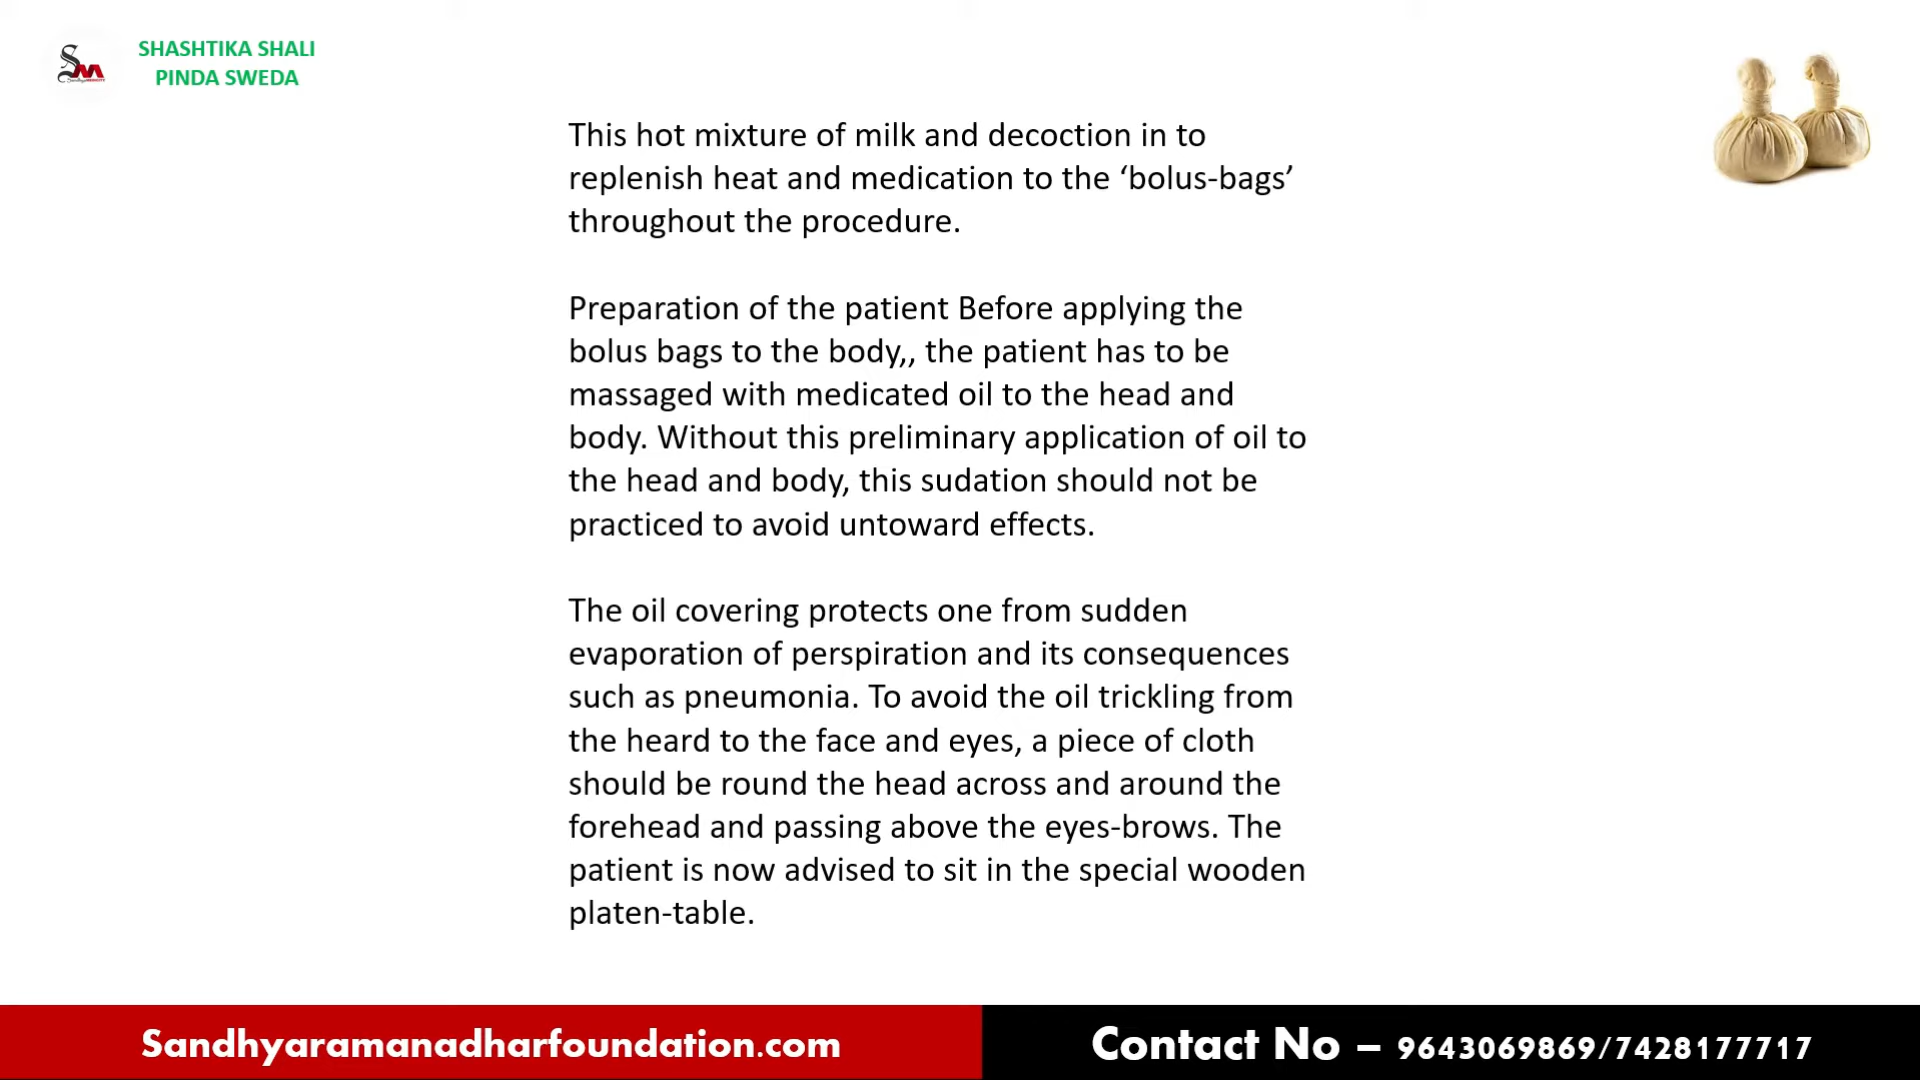 SM
SHASHTIKA SHALI
PINDA SWEDA
This hot mixture of milk and decoction in to
replenish heat and medication to the ‘bolus-bags’
throughout the procedure.
Preparation of the patient Before applying the
bolus bags to the body,, the patient has to be
massaged with medicated oil to the head and
body. Without this preliminary application of oil to
the head and body, this sudation should not be
practiced to avoid untoward effects.
The oil covering protects one from sudden
evaporation of perspiration and its consequences
such as pneumonia. To avoid the oil trickling from
the heard to the face and eyes, a piece of cloth
should be round the head across and around the
forehead and passing above the eyes-brows. The
patient is now advised to sit in the special wooden
platen-table.
Sandhyaramanadharfoundation.com
Contact No – 9643069869/7428177717